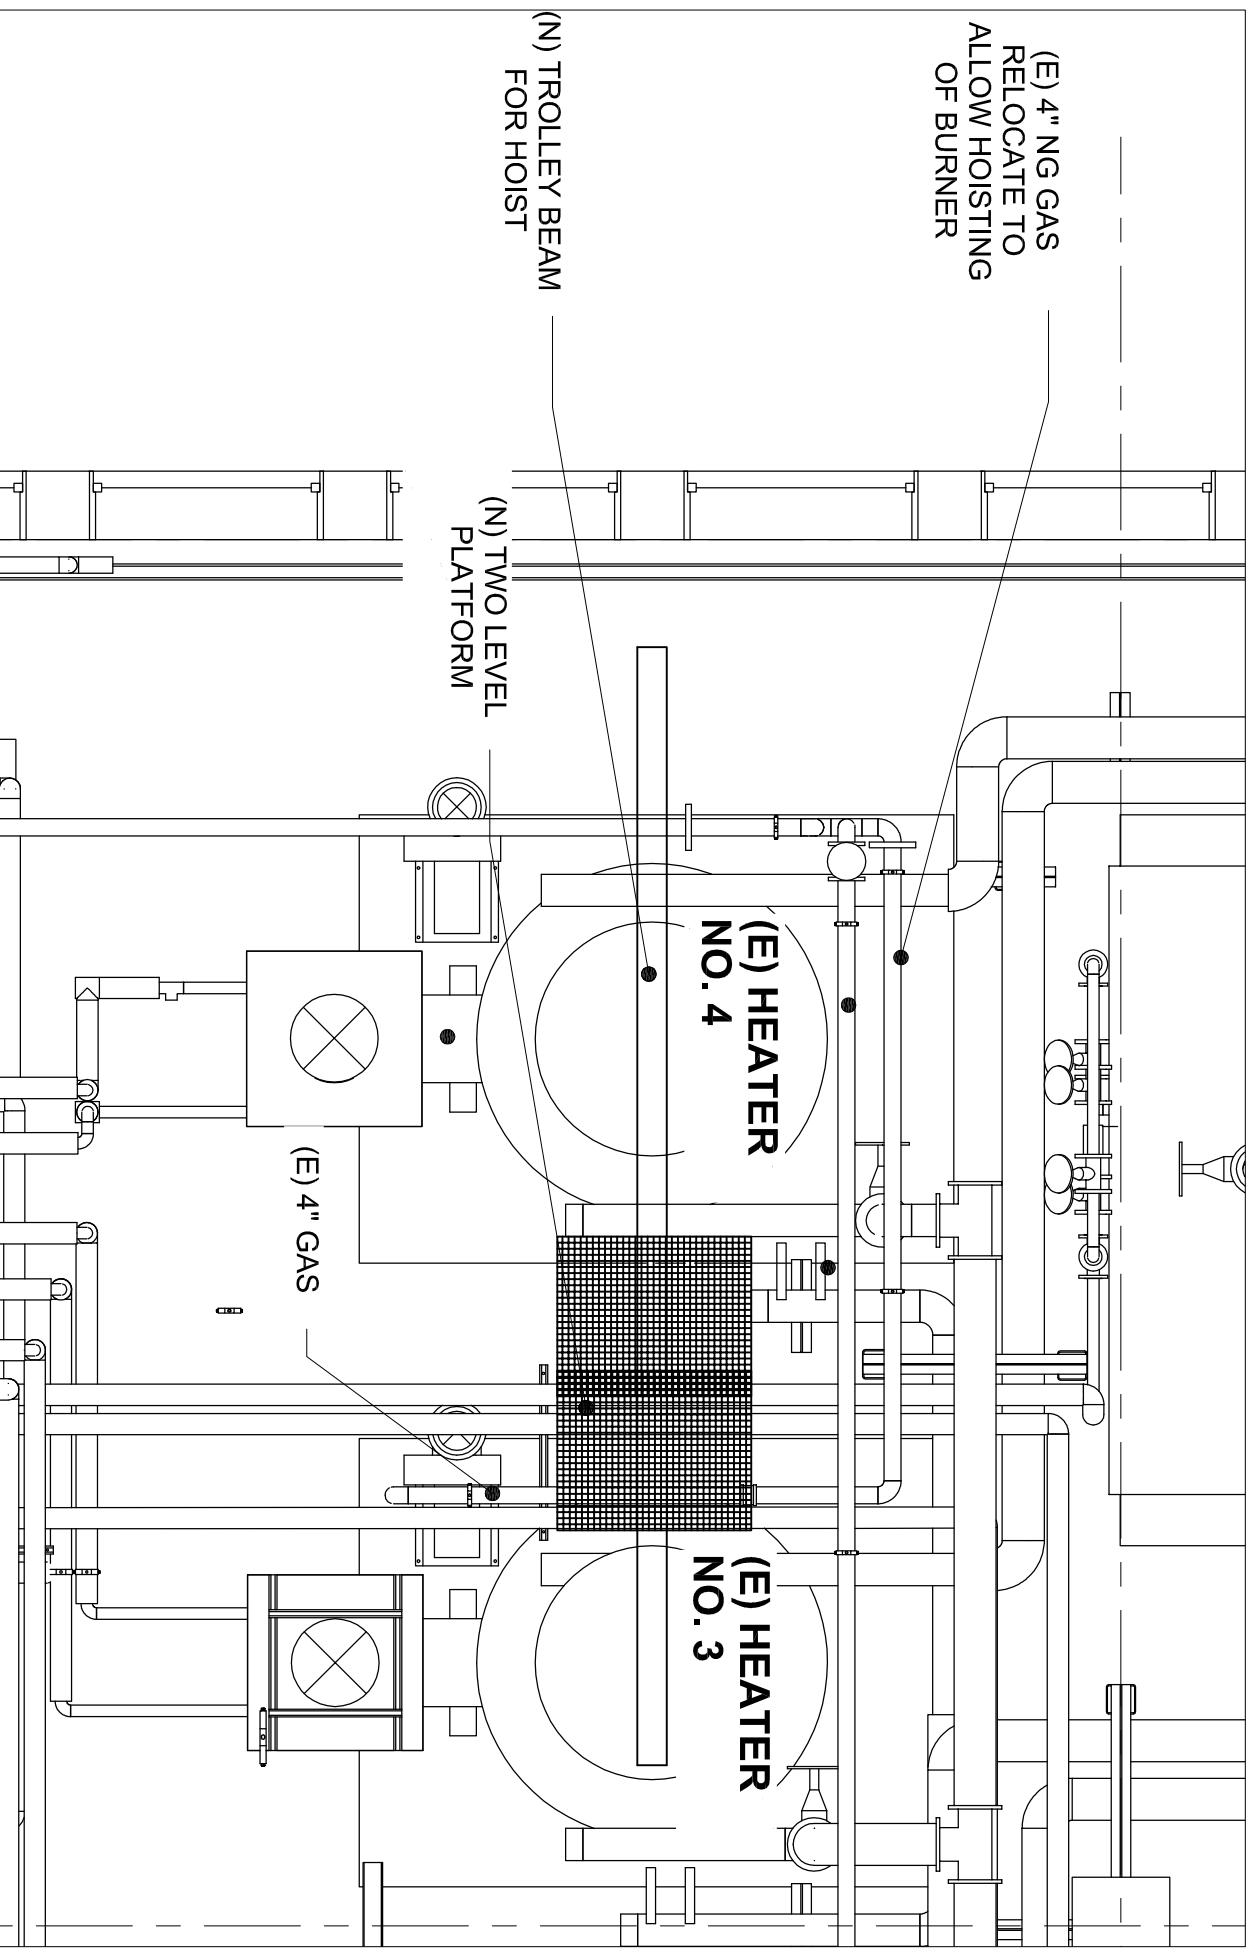 (E) 4" NG GAS
RELOCATE TO
ALLOW HOISTING
OF BURNER
(N) TROLLEY BEAM
FOR HOIST
(N) TWO LEVEL
PLATFORM
(E) HEATER
NO. 4
(E) 4" GAS
(E) HEATER
NO. 3